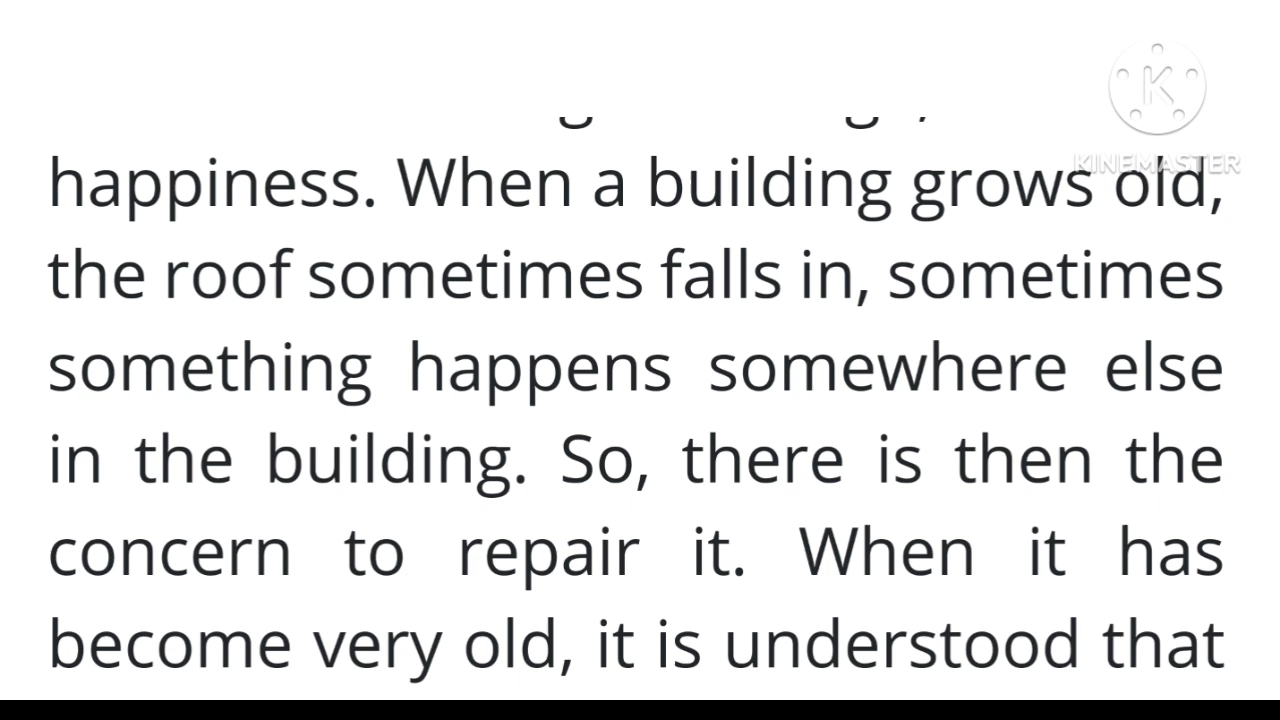 KINEMASTER
happiness. When a building grows old,
the roof sometimes falls in, sometimes
something happens somewhere else
in the building. So, there is then the
concern to repair it. When it has
become very old, it is understood that